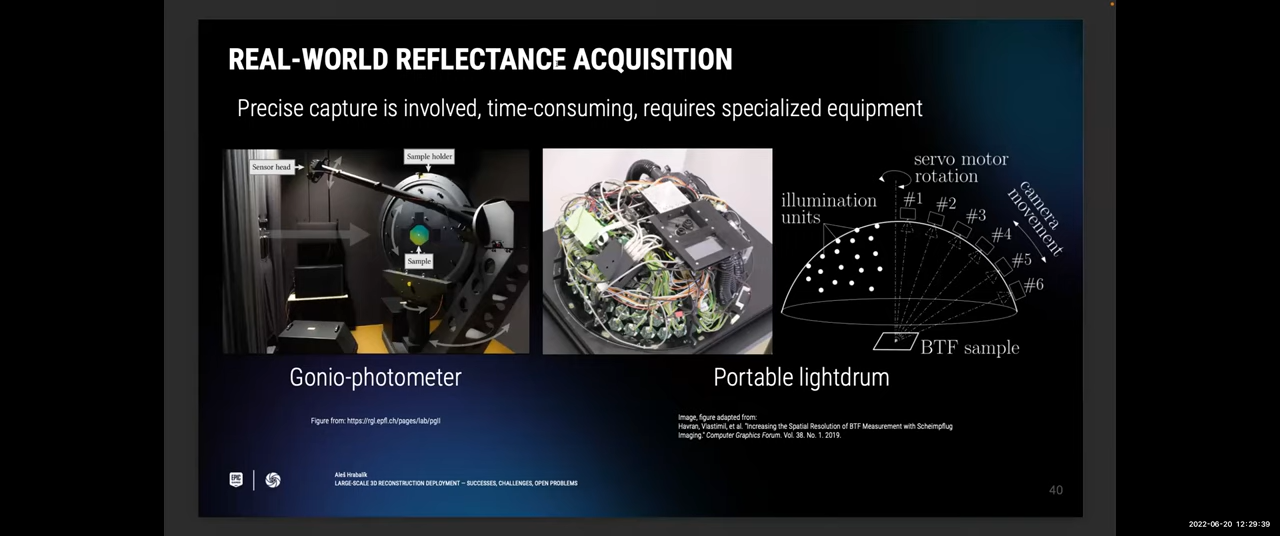 REAL-WORLD REFLECTANCE ACQUISITION
Precise capture is involved, time-consuming, requires specialized equipment
Sensor head
Sample holder
Sample
servo motor
rotation
illumination
units
#1
#2
#3
#4
#5
#6
camera
movement
BTF sample
Gonio-photometer
Portable lightdrum
Figure from: https://rgl.epfl.ch/pages/lab/pgII
Image, figure adapted from:
Havran, Vlastimil, et al. "Increasing the Spatial Resolution of BTF Measurement with Scheimpflug
Imaging." Computer Graphics Forum. Vol. 38. No. 1. 2019.
EPIC
Aleš Hrabalík
LARGE-SCALE 3D RECONSTRUCTION DEPLOYMENT – SUCCESSES, CHALLENGES, OPEN PROBLEMS
40
2022-06-20 12:29:39